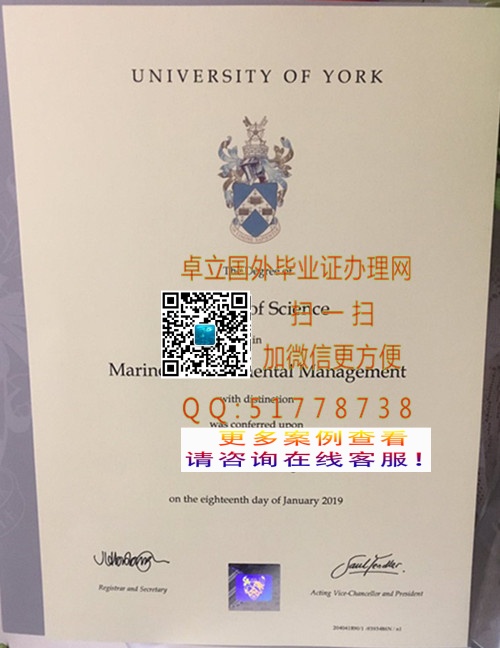 UNIVERSITY OF YORK
The Degree of
卓立国外毕业证办理网
of Science
扫一扫
in
加微信更方便
Marine mental Management
with distinction
QQ:51778738
was conferred upon
更多案例查看
请咨询在线客服!
on the eighteenth day of January 2019
Registrar and Secretary
Acting Vice-Chancellor and President